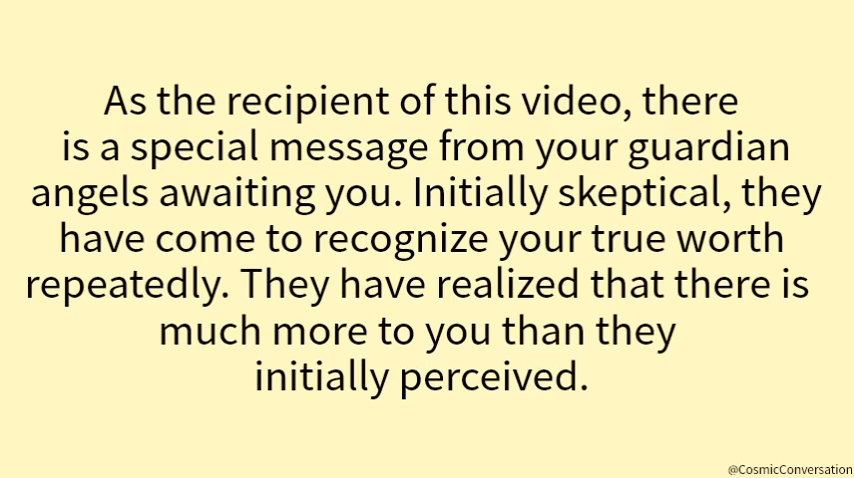 As the recipient of this video, there
is a special message from your guardian
angels awaiting you. Initially skeptical, they
have come to recognize your true worth
repeatedly. They have realized that there is
much more to you than they
initially perceived.
@CosmicConversation